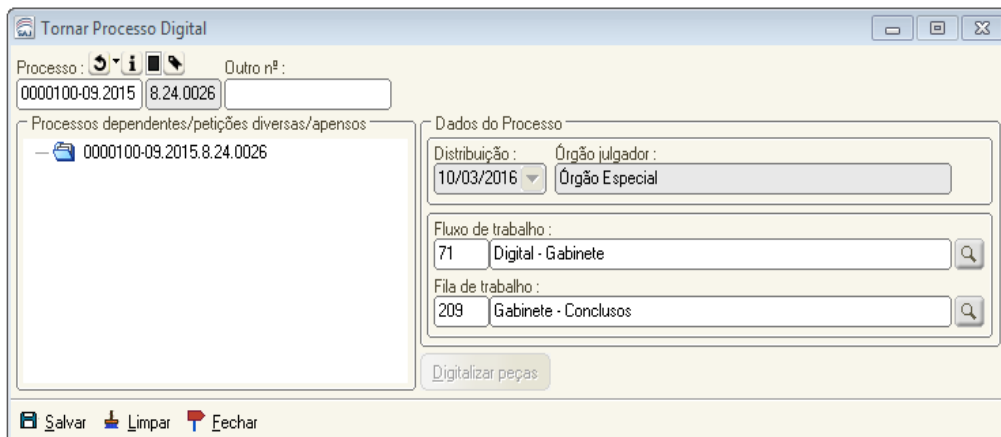 Tornar Processo Digital
Processo : Outro nº :
0000100-09.2015 8.24.0026
Processos dependentes/petições diversas/apensos
0000100-09.2015.8.24.0026
Dados do Processo
Distribuição : Órgão julgador :
10/03/2016 Órgão Especial
Fluxo de trabalho :
71 Digital - Gabinete
Fila de trabalho :
209 Gabinete - Conclusos
Digitalizar peças
Salvar Limpar Fechar